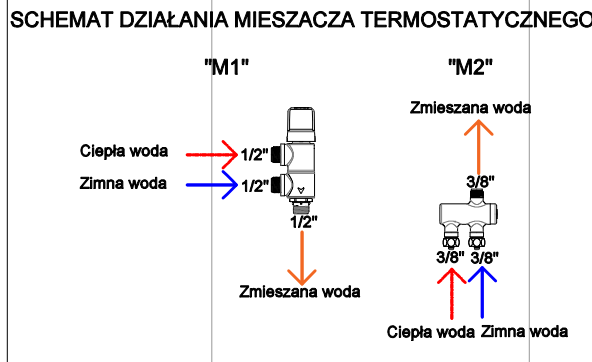 SCHEMAT DZIAŁANIA MIESZACZA TERMOSTATYCZNEGO
"M1"
"M2"
Zmieszana woda
Ciepła woda
1/2"
Zimna woda
1/2"
1/2"
Zmieszana woda
3/8"
3/8" 3/8"
Ciepła woda Zimna woda